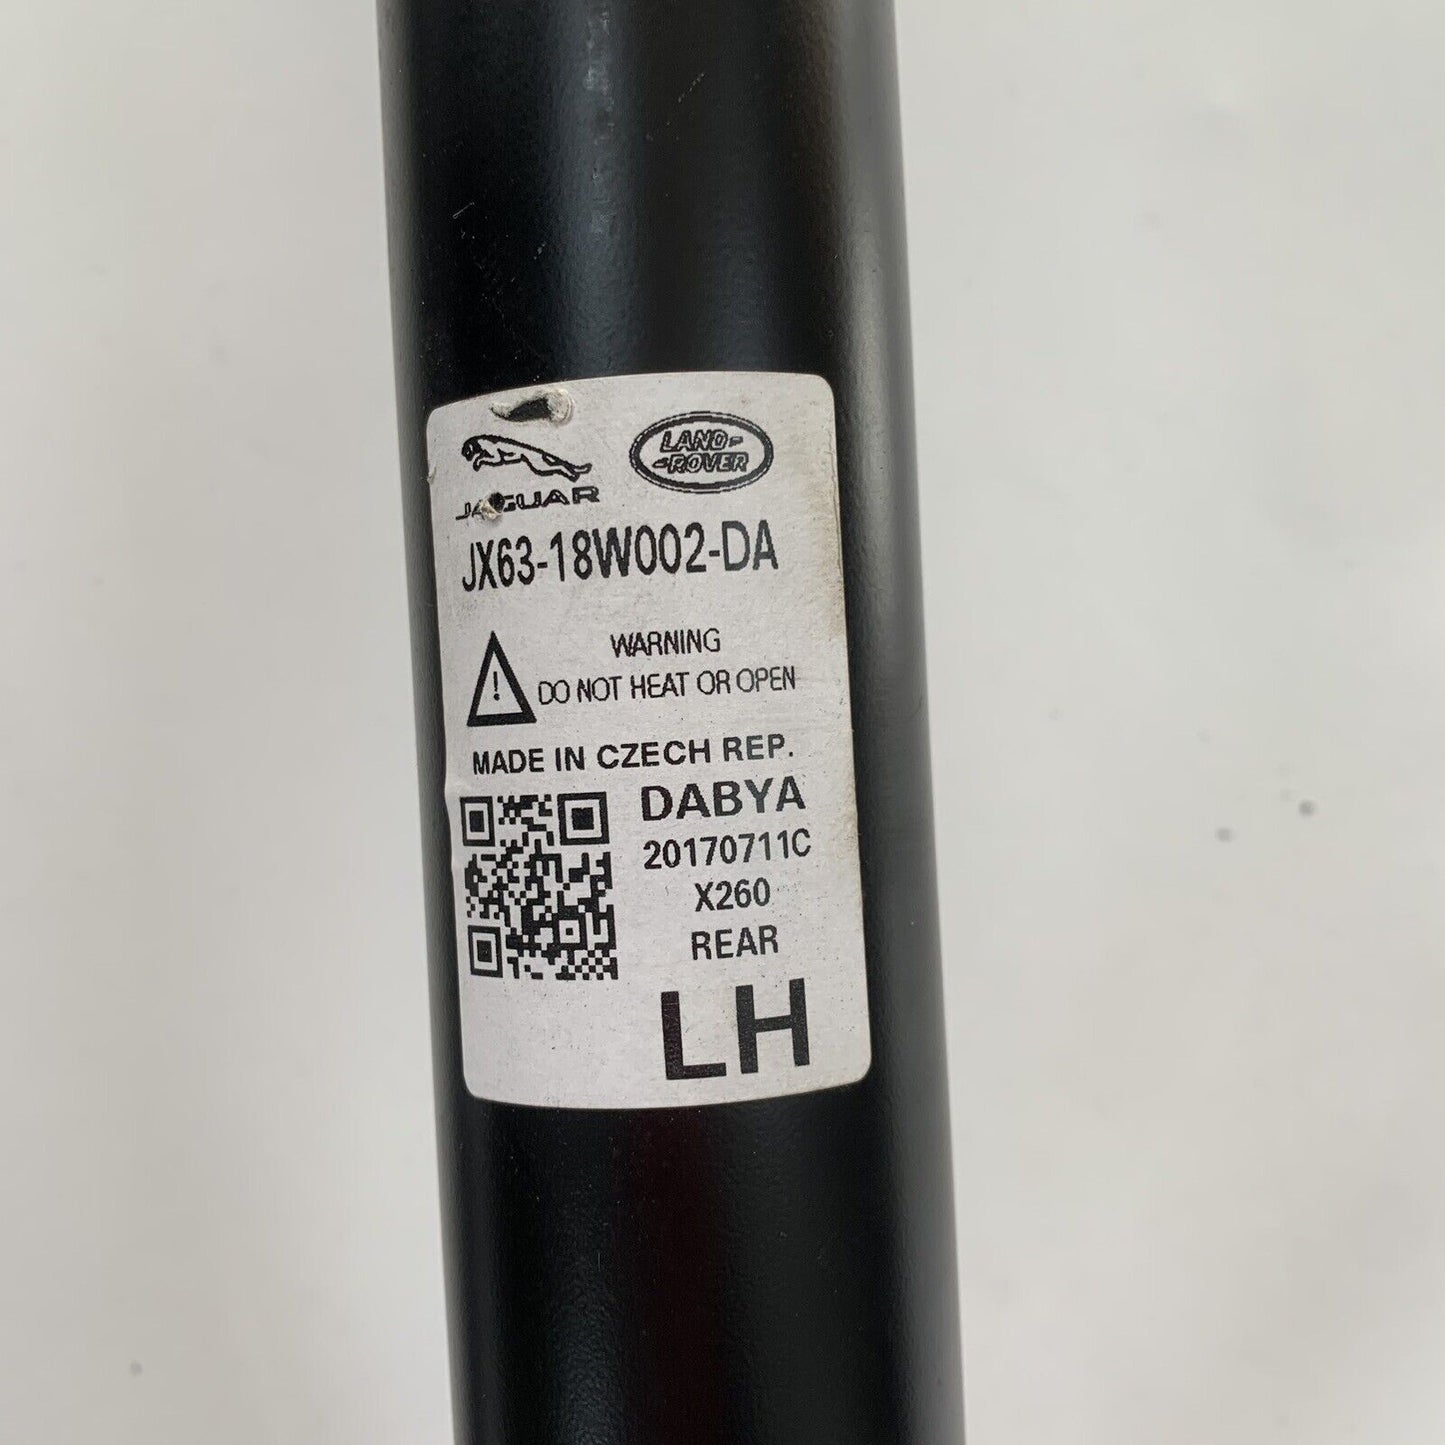 LAND-
-ROVER
JAGUAR
JX63-18W002-DA
WARNING
! DO NOT HEAT OR OPEN
MADE IN CZECH REP.
DABYA
20170711C
X260
REAR
LH